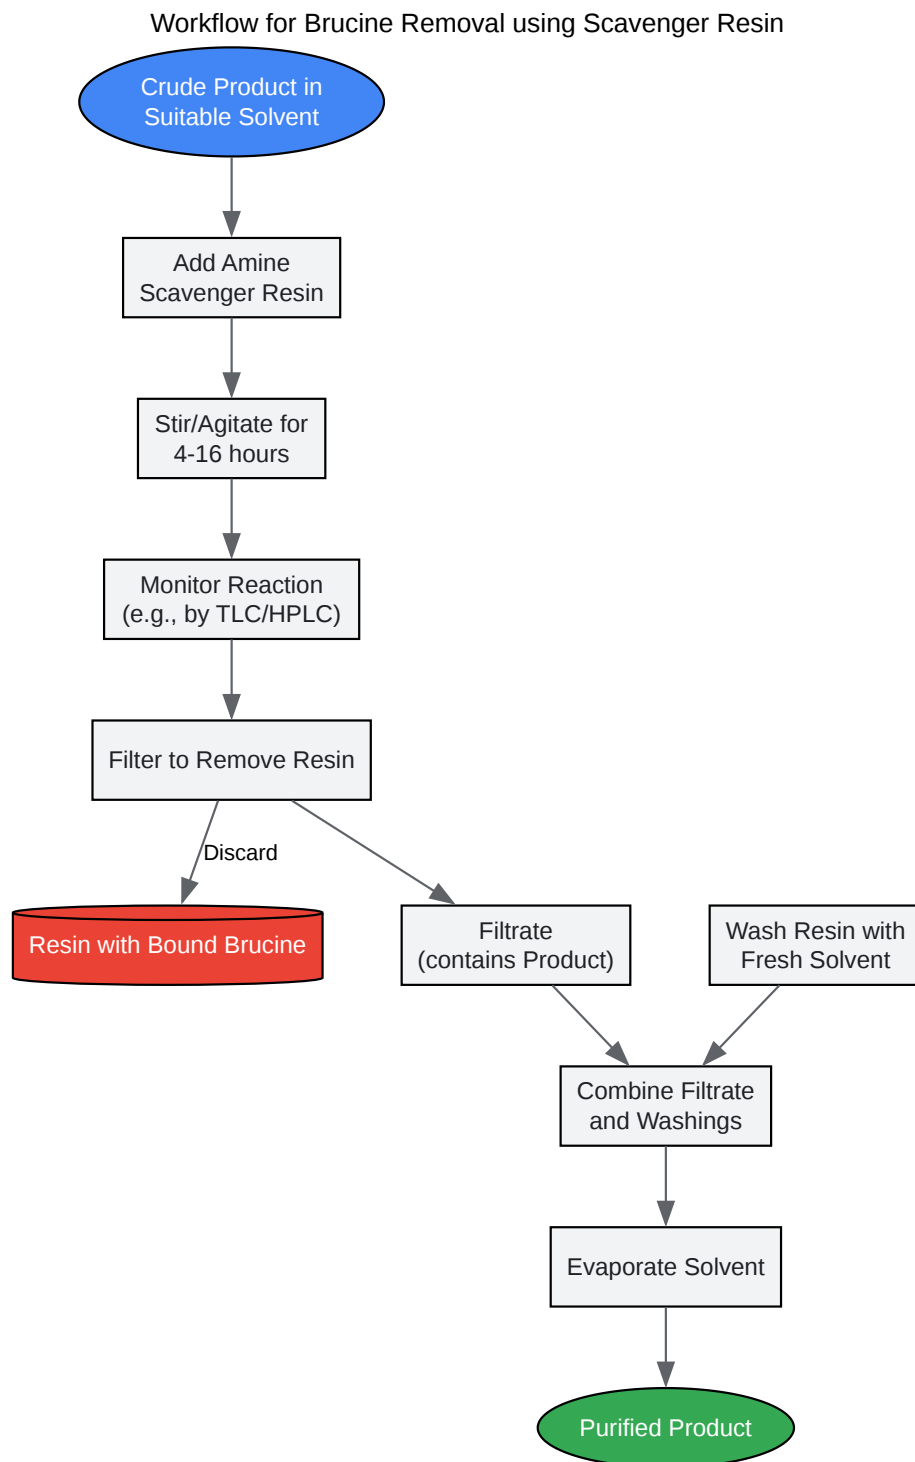 Workflow for Brucine Removal using Scavenger Resin
Crude Product in
Suitable Solvent
Add Amine
Scavenger Resin
Stir/Agitate for
4-16 hours
Monitor Reaction
(e.g., by TLC/HPLC)
Filter to Remove Resin
Discard
Resin with Bound Brucine
Filtrate
(contains Product)
Wash Resin with
Fresh Solvent
Combine Filtrate
and Washings
Evaporate Solvent
Purified Product